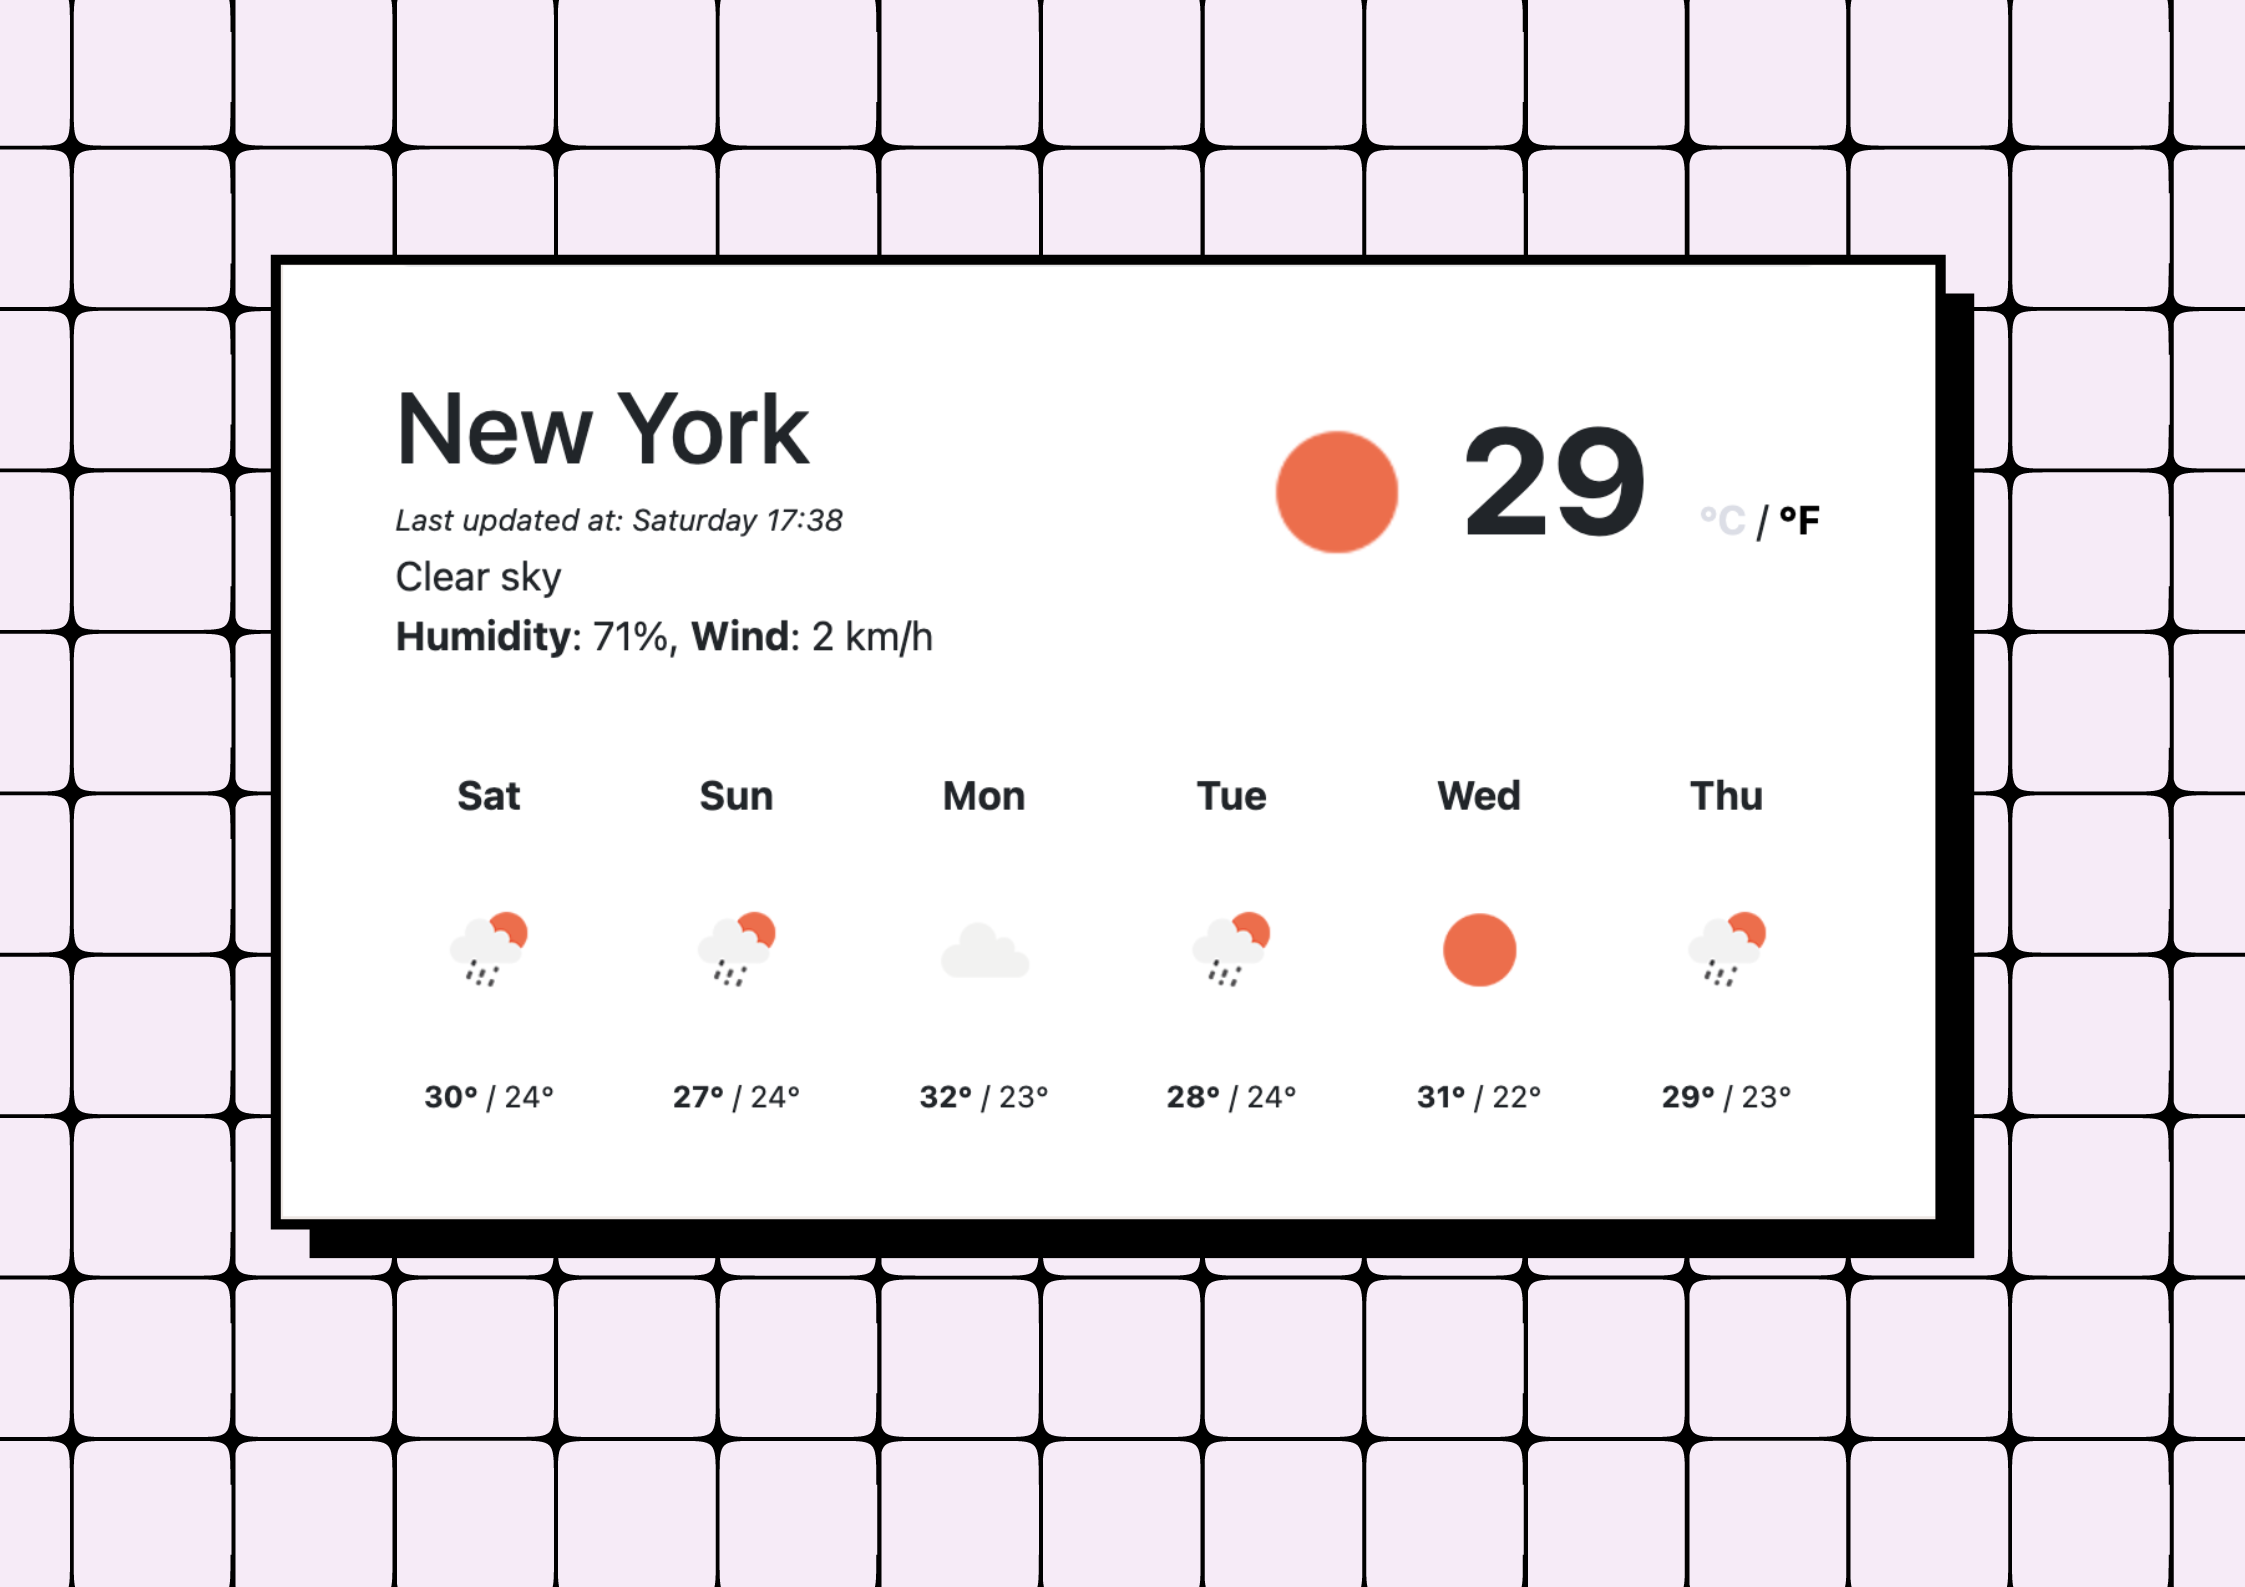 New York
29 °C / °F
Last updated at: Saturday 17:38
Clear sky
Humidity: 71%, Wind: 2 km/h
Sat Sun Mon Tue Wed Thu
30° / 24° 27° / 24° 32° / 23° 28° / 24° 31° / 22° 29° / 23°